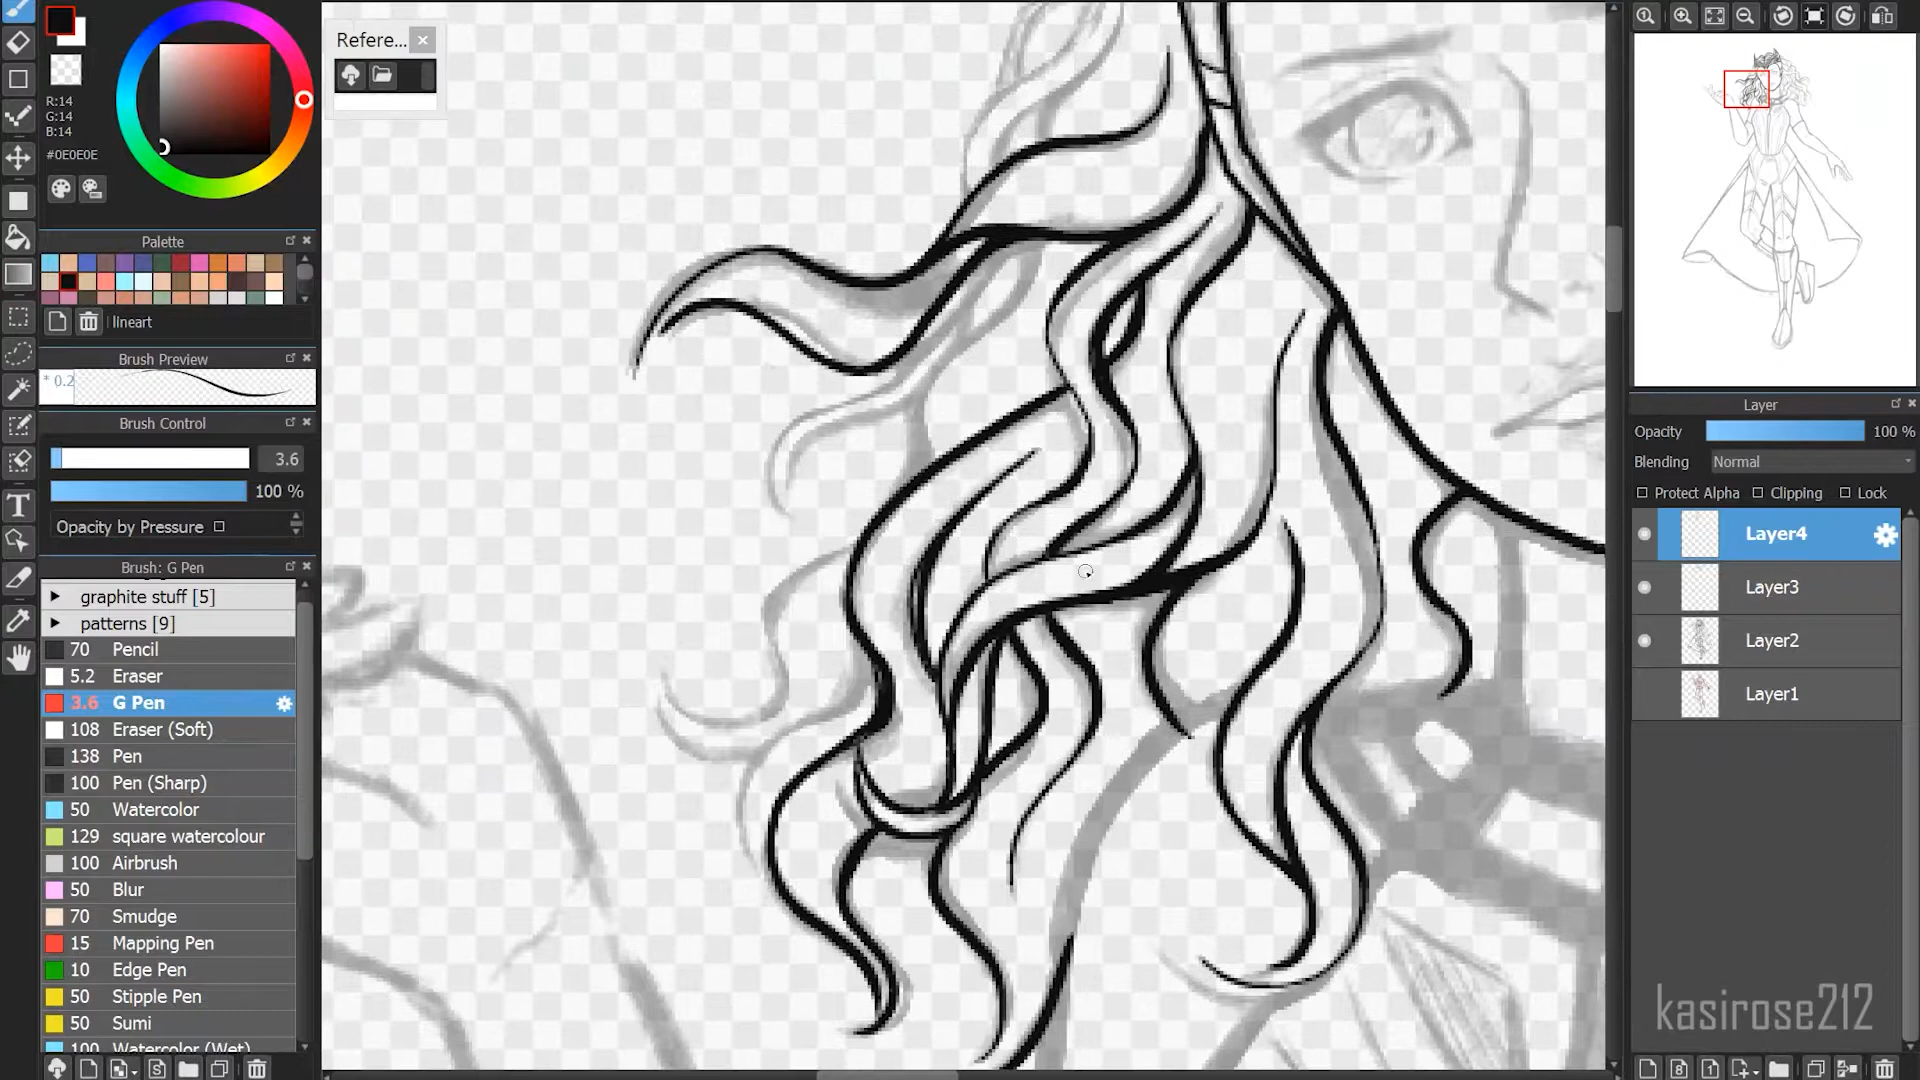 Refere...
R:14
G:14
B:14
#0E0E0E
Palette
lineart
Brush Preview
* 0.2
Brush Control
3.6
100 %
Opacity by Pressure
Brush: G Pen
graphite stuff [5]
patterns [9]
70 Pencil
5.2 Eraser
3.6 G Pen
108 Eraser (Soft)
138 Pen
100 Pen (Sharp)
50 Watercolor
129 square watercolour
100 Airbrush
50 Blur
70 Smudge
15 Mapping Pen
10 Edge Pen
50 Stipple Pen
50 Sumi
100 Watercolor (Wet)
Layer
Opacity 100 %
Blending Normal
Protect Alpha Clipping Lock
Layer4
Layer3
Layer2
Layer1
kasirose212